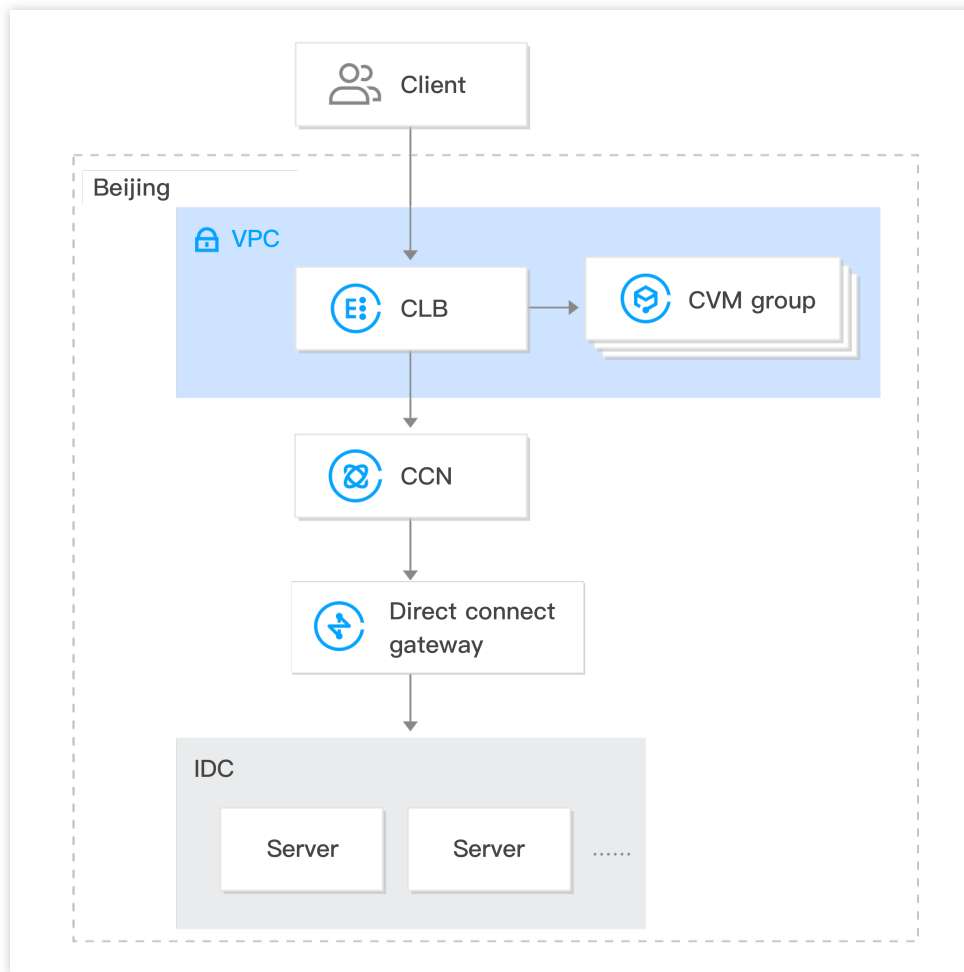 Client
Beijing
VPC
CLB
CVM group
CCN
Direct connect
gateway
IDC
Server
Server
......